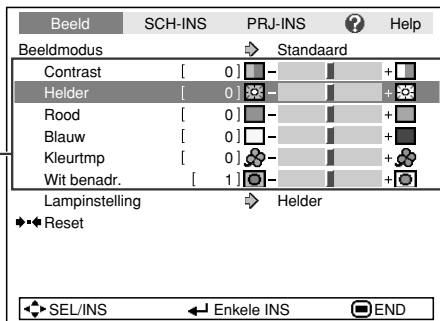 Beeld SCH-INS PRJ-INS ? Help
Beeldmodus Standaard
Contrast [ 0 ] - +
Helder [ 0 ] - +
Rood [ 0 ] - +
Blauw [ 0 ] - +
Kleurtmp [ 0 ] - +
Wit benadr. [ 1 ] - +
Lampinstelling Helder
Reset
SEL/INS Enkele INS END